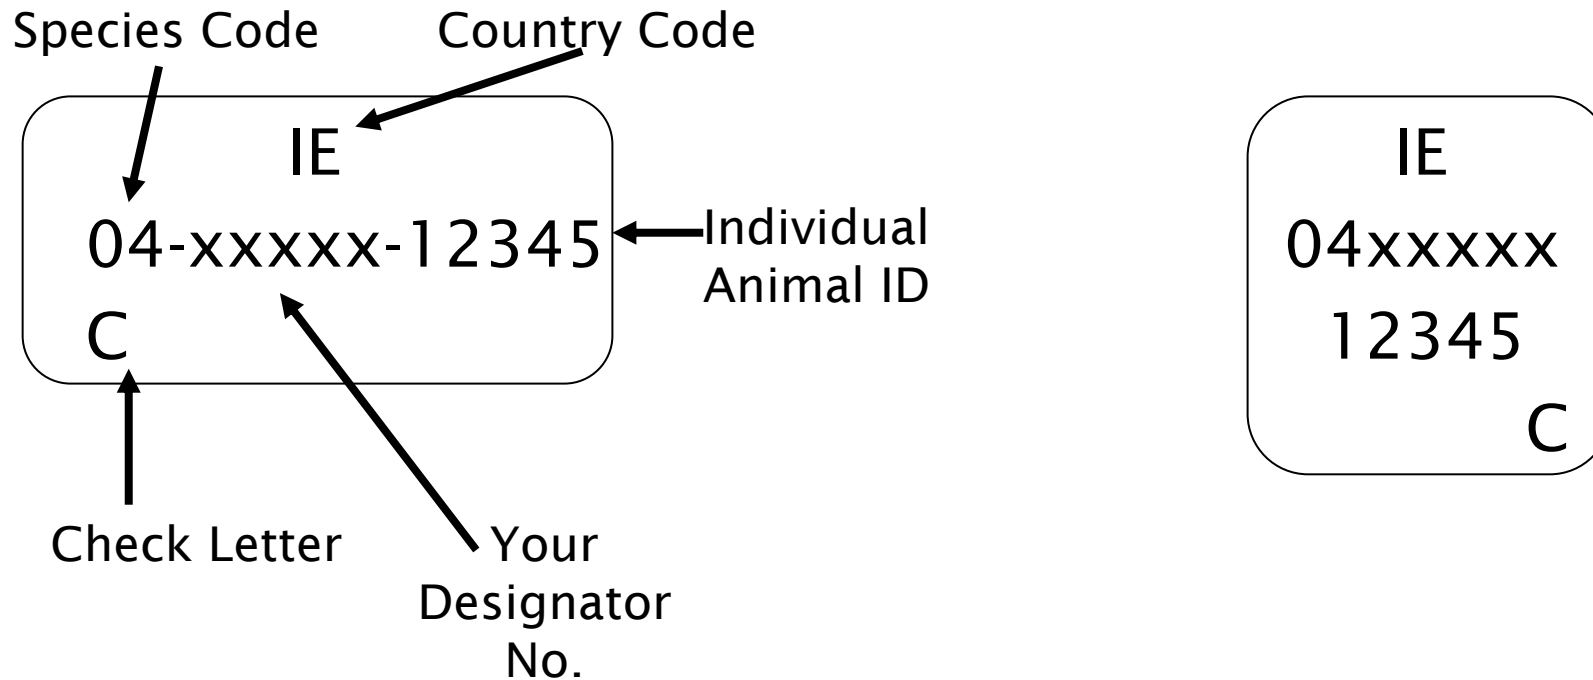 Species Code
Country Code
IE
04-xxxxx-12345
C
Individual
Animal ID
Check Letter
Your
Designator
No.
IE
04xxxxx
12345
C